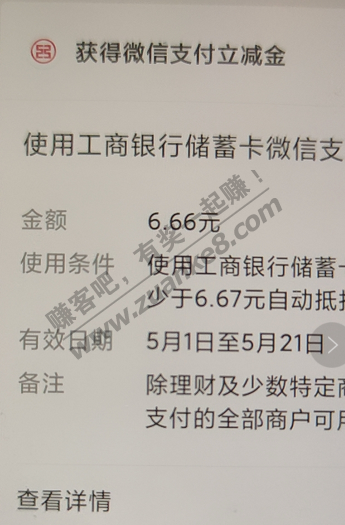 获得微信支付立减金
使用工商银行储蓄卡微信支
金额 6.66元
使用条件 使用工商银行储蓄卡
少于6.67元自动抵扣
有效日期 5月1日至5月21日
备注 除理财及少数特定商
支付的全部商户可用
查看详情
赚客吧，有奖一起赚！
www.zuanke8.com